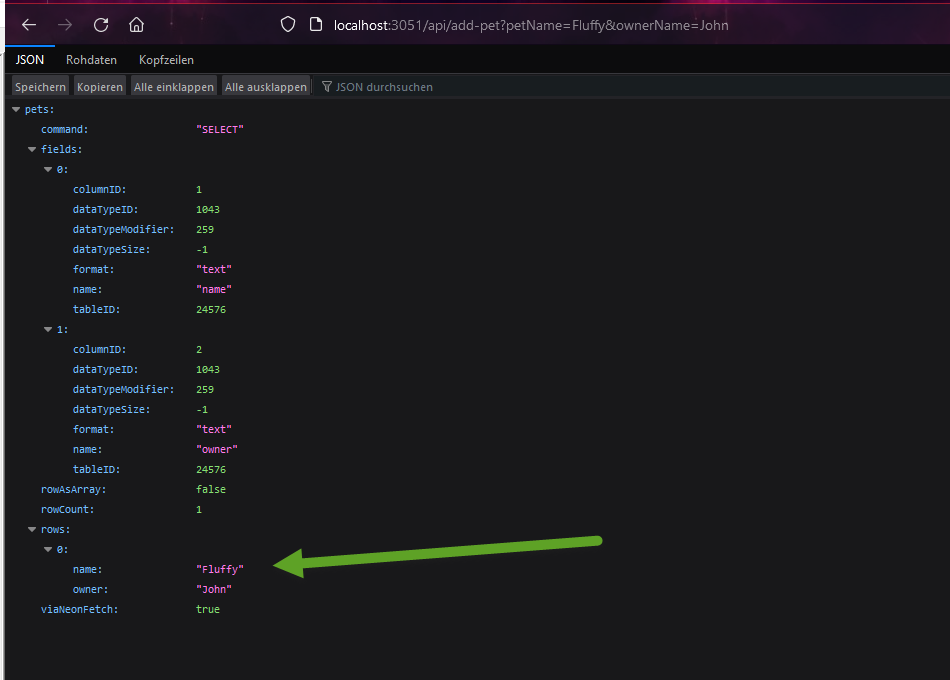 localhost:3051/api/add-pet?petName=Fluffy&ownerName=John
JSON Rohdaten Kopfzeilen
Speichern Kopieren Alle einklappen Alle ausklappen JSON durchsuchen
pets:
command: "SELECT"
fields:
0:
columnID: 1
dataTypeID: 1043
dataTypeModifier: 259
dataTypeSize: -1
format: "text"
name: "name"
tableID: 24576
1:
columnID: 2
dataTypeID: 1043
dataTypeModifier: 259
dataTypeSize: -1
format: "text"
name: "owner"
tableID: 24576
rowAsArray: false
rowCount: 1
rows:
0:
name: "Fluffy"
owner: "John"
viaNeonFetch: true